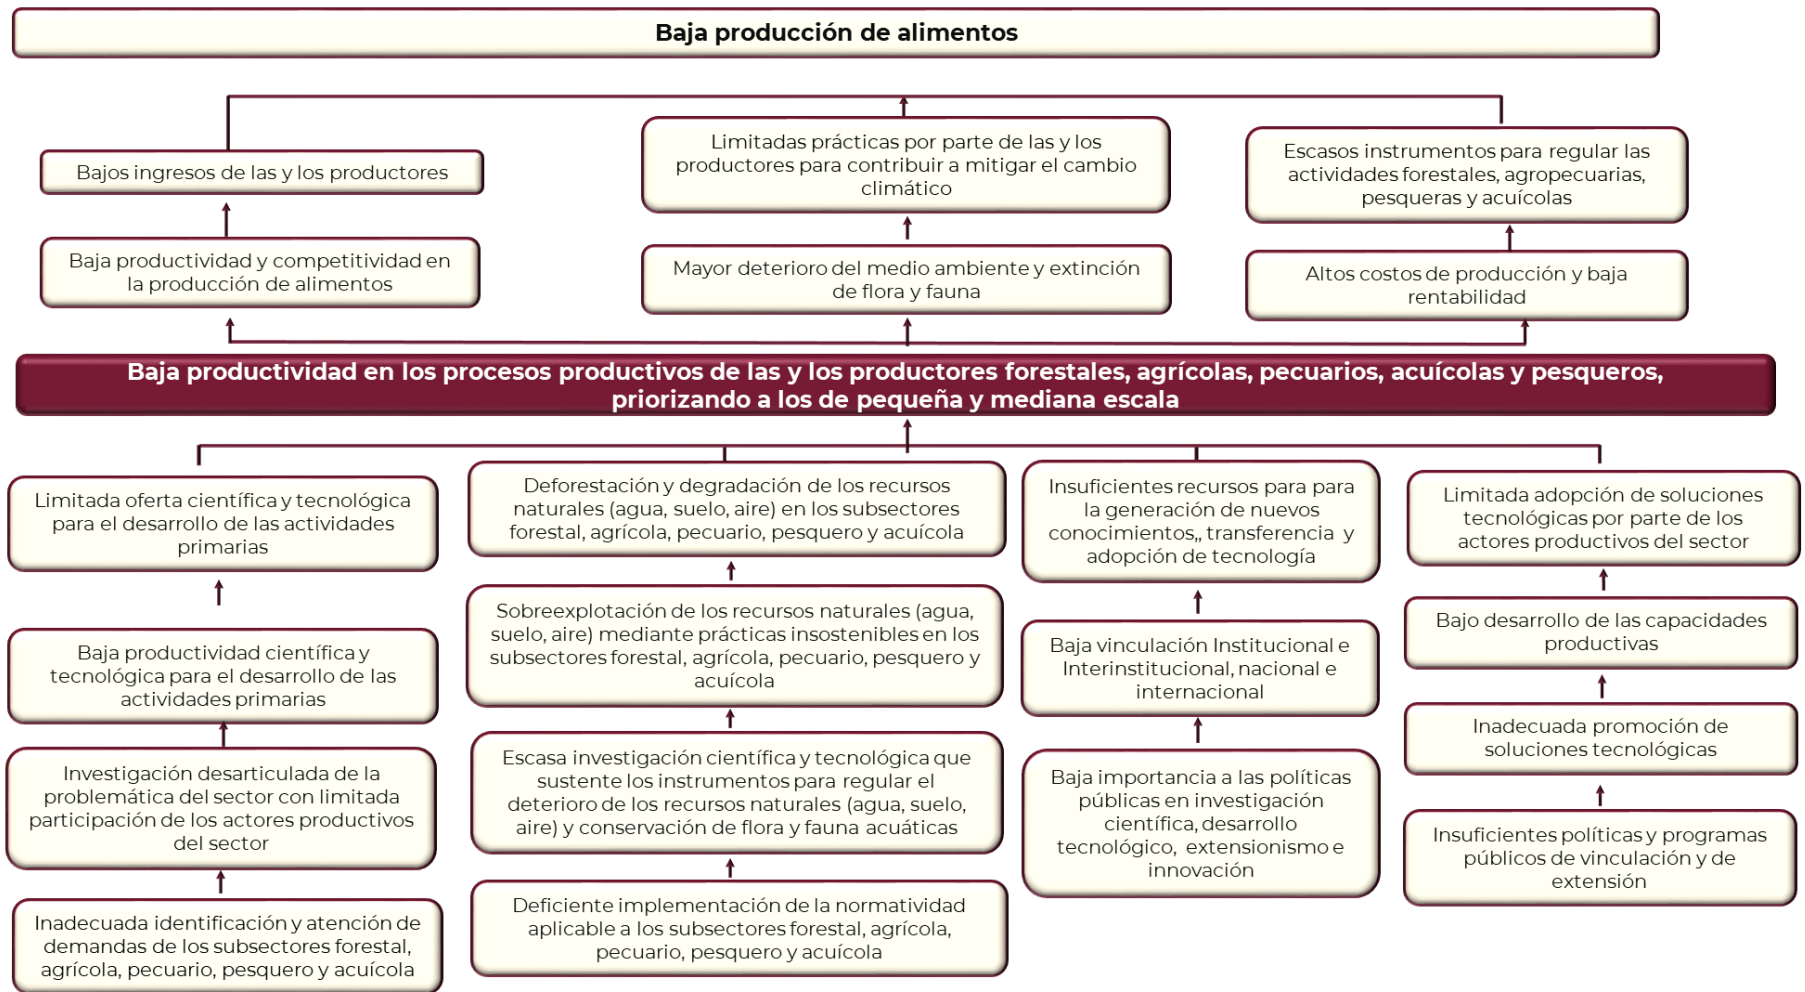 Baja producción de alimentos
Bajos ingresos de las y los productores
Limitadas prácticas por parte de las y los
productores para contribuir a mitigar el cambio
climático
Escasos instrumentos para regular las
actividades forestales, agropecuarias,
pesqueras y acuícolas
Baja productividad y competitividad en
la producción de alimentos
Mayor deterioro del medio ambiente y extinción
de flora y fauna
Altos costos de producción y baja
rentabilidad
Baja productividad en los procesos productivos de las y los productores forestales, agrícolas, pecuarios, acuícolas y pesqueros,
priorizando a los de pequeña y mediana escala
Limitada oferta científica y tecnológica
para el desarrollo de las actividades
primarias
Baja productividad científica y
tecnológica para el desarrollo de las
actividades primarias
Investigación desarticulada de la
problemática del sector con limitada
participación de los actores productivos
del sector
Inadecuada identificación y atención de
demandas de los subsectores forestal,
agrícola, pecuario, pesquero y acuícola
Deforestación y degradación de los recursos
naturales (agua, suelo, aire) en los subsectores
forestal, agrícola, pecuario, pesquero y acuícola
Sobreexplotación de los recursos naturales (agua,
suelo, aire) mediante prácticas insostenibles en los
subsectores forestal, agrícola, pecuario, pesquero y
acuícola
Escasa investigación científica y tecnológica que
sustente los instrumentos para regular el
deterioro de los recursos naturales (agua, suelo,
aire) y conservación de flora y fauna acuáticas
Deficiente implementación de la normatividad
aplicable a los subsectores forestal, agrícola,
pecuario, pesquero y acuícola
Insuficientes recursos para para
la generación de nuevos
conocimientos,, transferencia y
adopción de tecnología
Baja vinculación Institucional e
Interinstitucional, nacional e
internacional
Baja importancia a las políticas
públicas en investigación
científica, desarrollo
tecnológico, extensionismo e
innovación
Limitada adopción de soluciones
tecnológicas por parte de los
actores productivos del sector
Bajo desarrollo de las capacidades
productivas
Inadecuada promoción de
soluciones tecnológicas
Insuficientes políticas y programas
públicos de vinculación y de
extensión